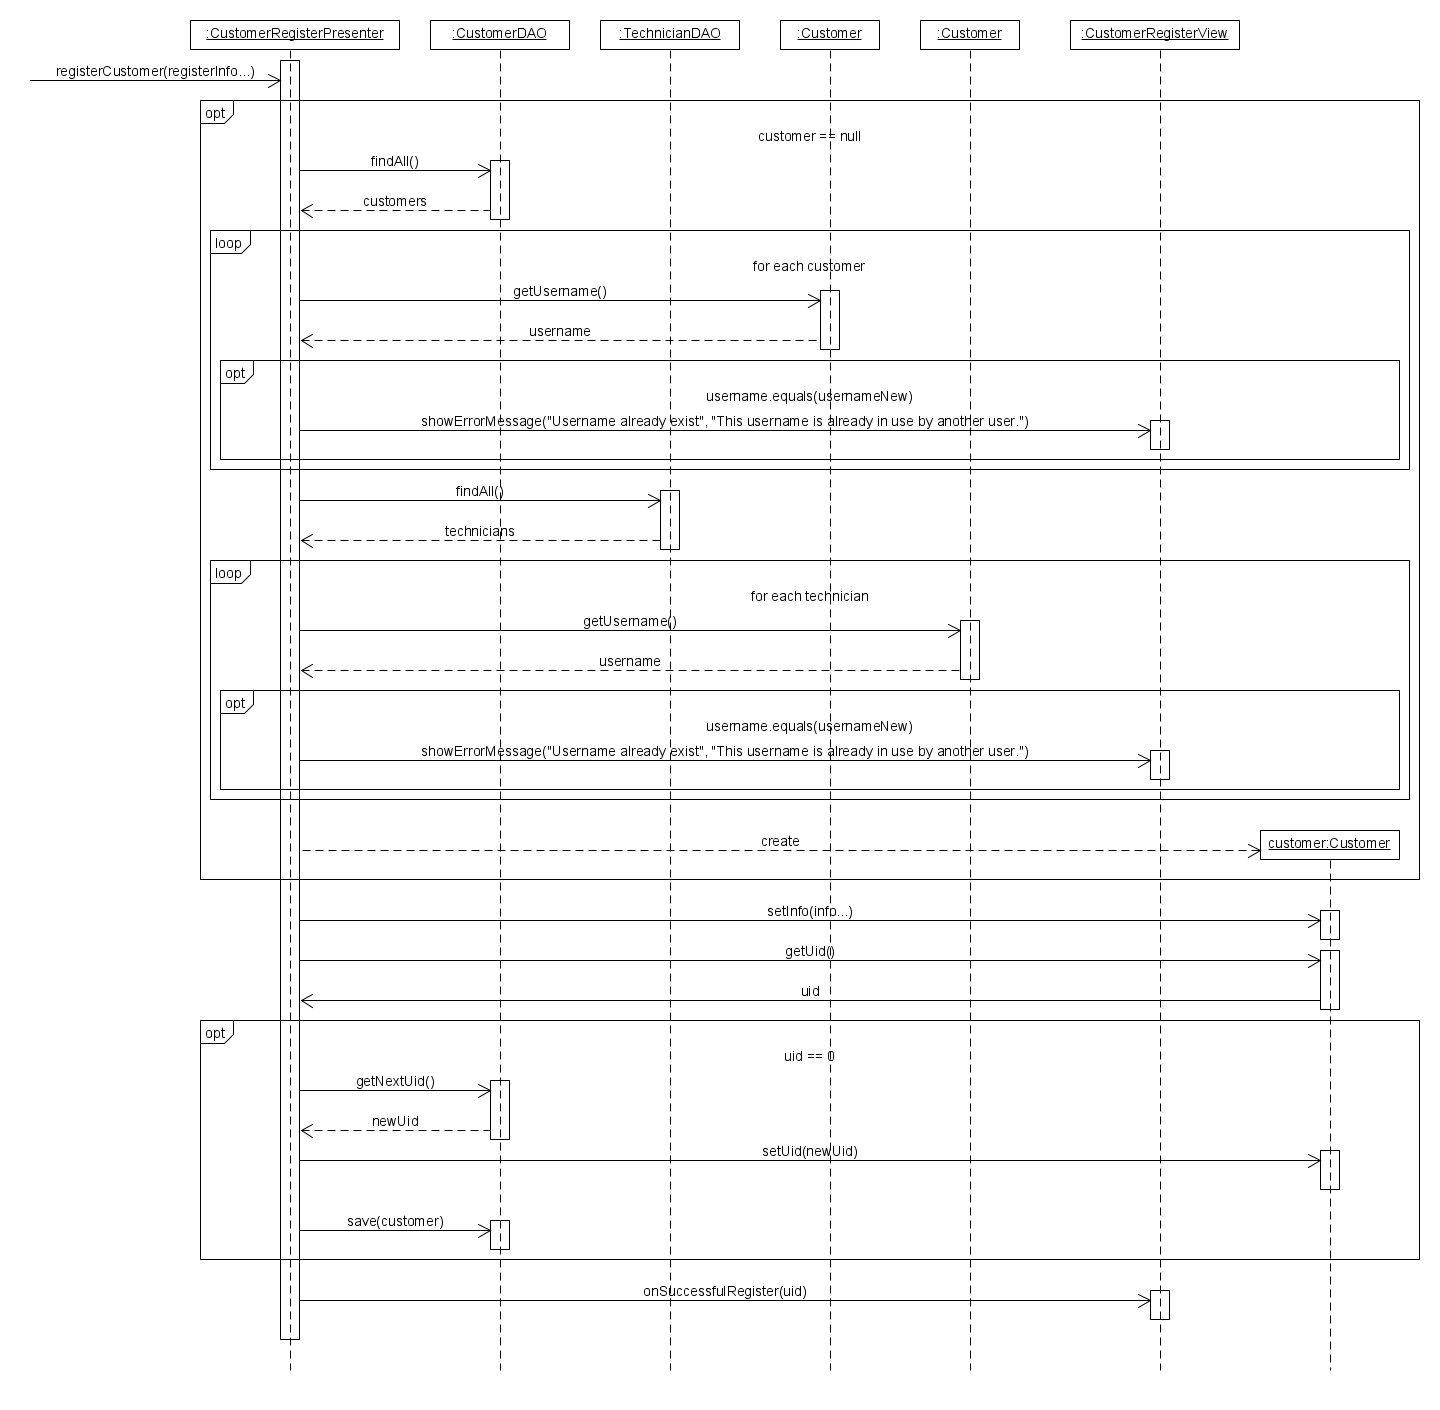 :CustomerRegisterPresenter
:CustomerDAO
:TechnicianDAO
:Customer
:Customer
:CustomerRegisterView
registerCustomer(registerInfo...)
opt
customer == null
findAll()
customers
loop
for each customer
getUsername()
username
opt
username.equals(usernameNew)
showErrorMessage("Username already exist", "This username is already in use by another user.")
findAll()
technicians
loop
for each technician
getUsername()
username
opt
username.equals(usernameNew)
showErrorMessage("Username already exist", "This username is already in use by another user.")
create
customer:Customer
setInfo(info...)
getUid()
uid
opt
uid == 0
getNextUid()
newUid
setUid(newUid)
save(customer)
onSuccessfulRegister(uid)